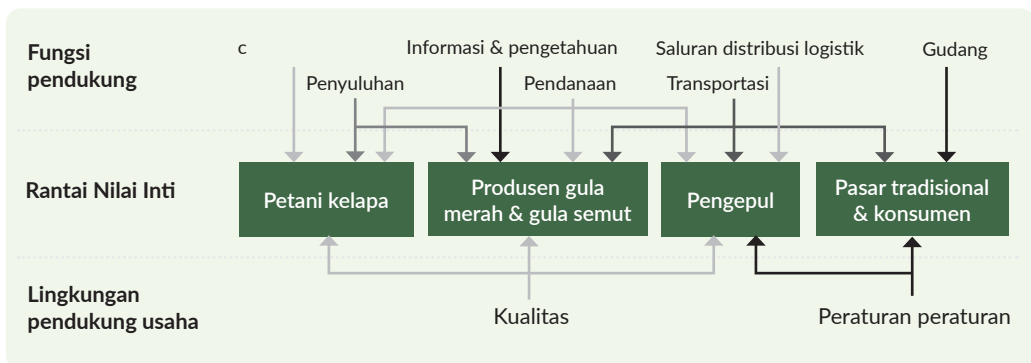 Fungsi
pendukung
c
Informasi & pengetahuan
Saluran distribusi logistik
Gudang
Penyuluhan
Pendanaan
Transportasi
Rantai Nilai Inti
Petani kelapa
Produsen gula
merah & gula semut
Pengepul
Pasar tradisional
& konsumen
Lingkungan
pendukung usaha
Kualitas
Peraturan peraturan